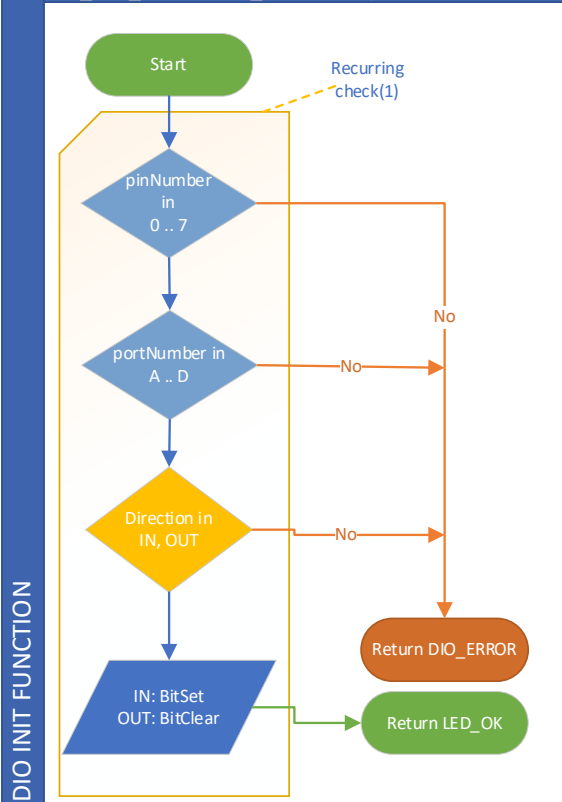 Start
Recurring
check(1)
pinNumber
in
0 .. 7
No
portNumber in
A .. D
No
Direction in
IN, OUT
No
Return DIO_ERROR
IN: BitSet
OUT: BitClear
Return LED_OK
DIO INIT FUNCTION